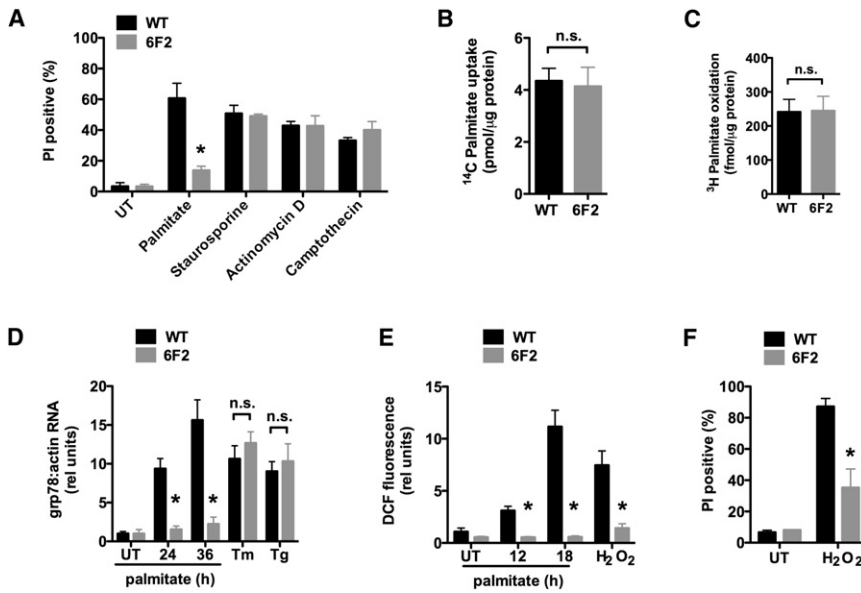 A
WT
6F2
PI positive (%)
80
60
40
20
0
*
UT
Palmitate
Staurosporine
Actinomycin D
Camptothecin
B
n.s.
¹⁴C Palmitate uptake
(pmol/µg protein)
6
4
2
0
WT 6F2
C
n.s.
³H Palmitate oxidation
(fmol/µg protein)
400
300
200
100
0
WT 6F2
D
WT
6F2
grp78:actin RNA
(rel units)
20
15
10
5
0
n.s. n.s.
* *
UT 24 36 Tm Tg
palmitate (h)
E
WT
6F2
DCF fluorescence
(rel units)
15
10
5
0
* * *
UT 12 18 H₂O₂
palmitate (h)
F
WT
6F2
PI positive (%)
100
80
60
40
20
0
*
UT H₂O₂